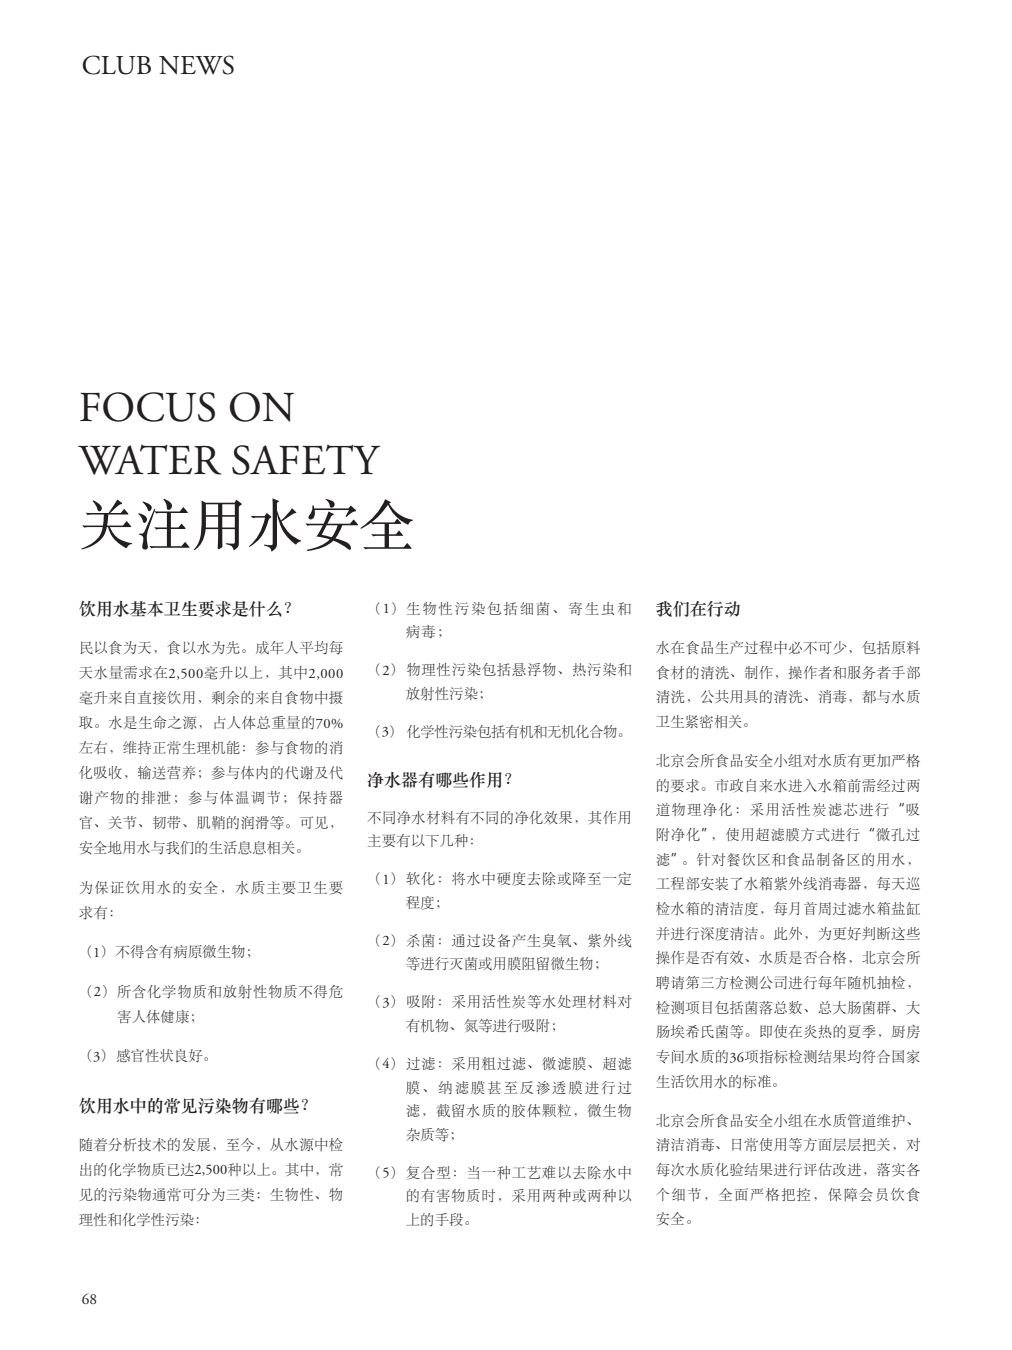 CLUB NEWS
FOCUS ON
WATER SAFETY
关注用水安全
饮用水基本卫生要求是什么？
民以食为天，食以水为先。成年人平均每
天水量需求在2,500毫升以上，其中2,000
毫升来自直接饮用，剩余的来自食物中摄
取。水是生命之源，占人体总重量的70%
左右，维持正常生理机能：参与食物的消
化吸收，输送营养；参与体内的代谢及代
谢产物的排泄；参与体温调节；保持器
官、关节、韧带、肌鞘的润滑等。可见，
安全地用水与我们的生活息息相关。
为保证饮用水的安全，水质主要卫生要
求有：
（1）不得含有病原微生物；
（2）所含化学物质和放射性物质不得危
害人体健康；
（3）感官性状良好。
饮用水中的常见污染物有哪些？
随着分析技术的发展，至今，从水源中检
出的化学物质已达2,500种以上。其中，常
见的污染物通常可分为三类：生物性、物
理性和化学性污染：
（1）生物性污染包括细菌、寄生虫和
病毒；
（2）物理性污染包括悬浮物、热污染和
放射性污染；
（3）化学性污染包括有机和无机化合物。
净水器有哪些作用？
不同净水材料有不同的净化效果，其作用
主要有以下几种：
（1）软化：将水中硬度去除或降至一定
程度；
（2）杀菌：通过设备产生臭氧、紫外线
等进行灭菌或用膜阻留微生物；
（3）吸附：采用活性炭等水处理材料对
有机物、氮等进行吸附；
（4）过滤：采用粗过滤、微滤膜、超滤
膜、纳滤膜甚至反渗透膜进行过
滤，截留水质的胶体颗粒，微生物
杂质等；
（5）复合型：当一种工艺难以去除水中
的有害物质时，采用两种或两种以
上的手段。
我们在行动
水在食品生产过程中必不可少，包括原料
食材的清洗、制作，操作者和服务者手部
清洗，公共用具的清洗、消毒，都与水质
卫生紧密相关。
北京会所食品安全小组对水质有更加严格
的要求。市政自来水进入水箱前需经过两
道物理净化：采用活性炭滤芯进行“吸
附净化”，使用超滤膜方式进行“微孔过
滤”。针对餐饮区和食品制备区的用水，
工程部安装了水箱紫外线消毒器，每天巡
检水箱的清洁度，每月首周过滤水箱盐缸
并进行深度清洁。此外，为更好判断这些
操作是否有效、水质是否合格，北京会所
聘请第三方检测公司进行每年随机抽检，
检测项目包括菌落总数、总大肠菌群、大
肠埃希氏菌等。即使在炎热的夏季，厨房
专间水质的36项指标检测结果均符合国家
生活饮用水的标准。
北京会所食品安全小组在水质管道维护、
清洁消毒、日常使用等方面层层把关，对
每次水质化验结果进行评估改进，落实各
个细节，全面严格把控，保障会员饮食
安全。
68